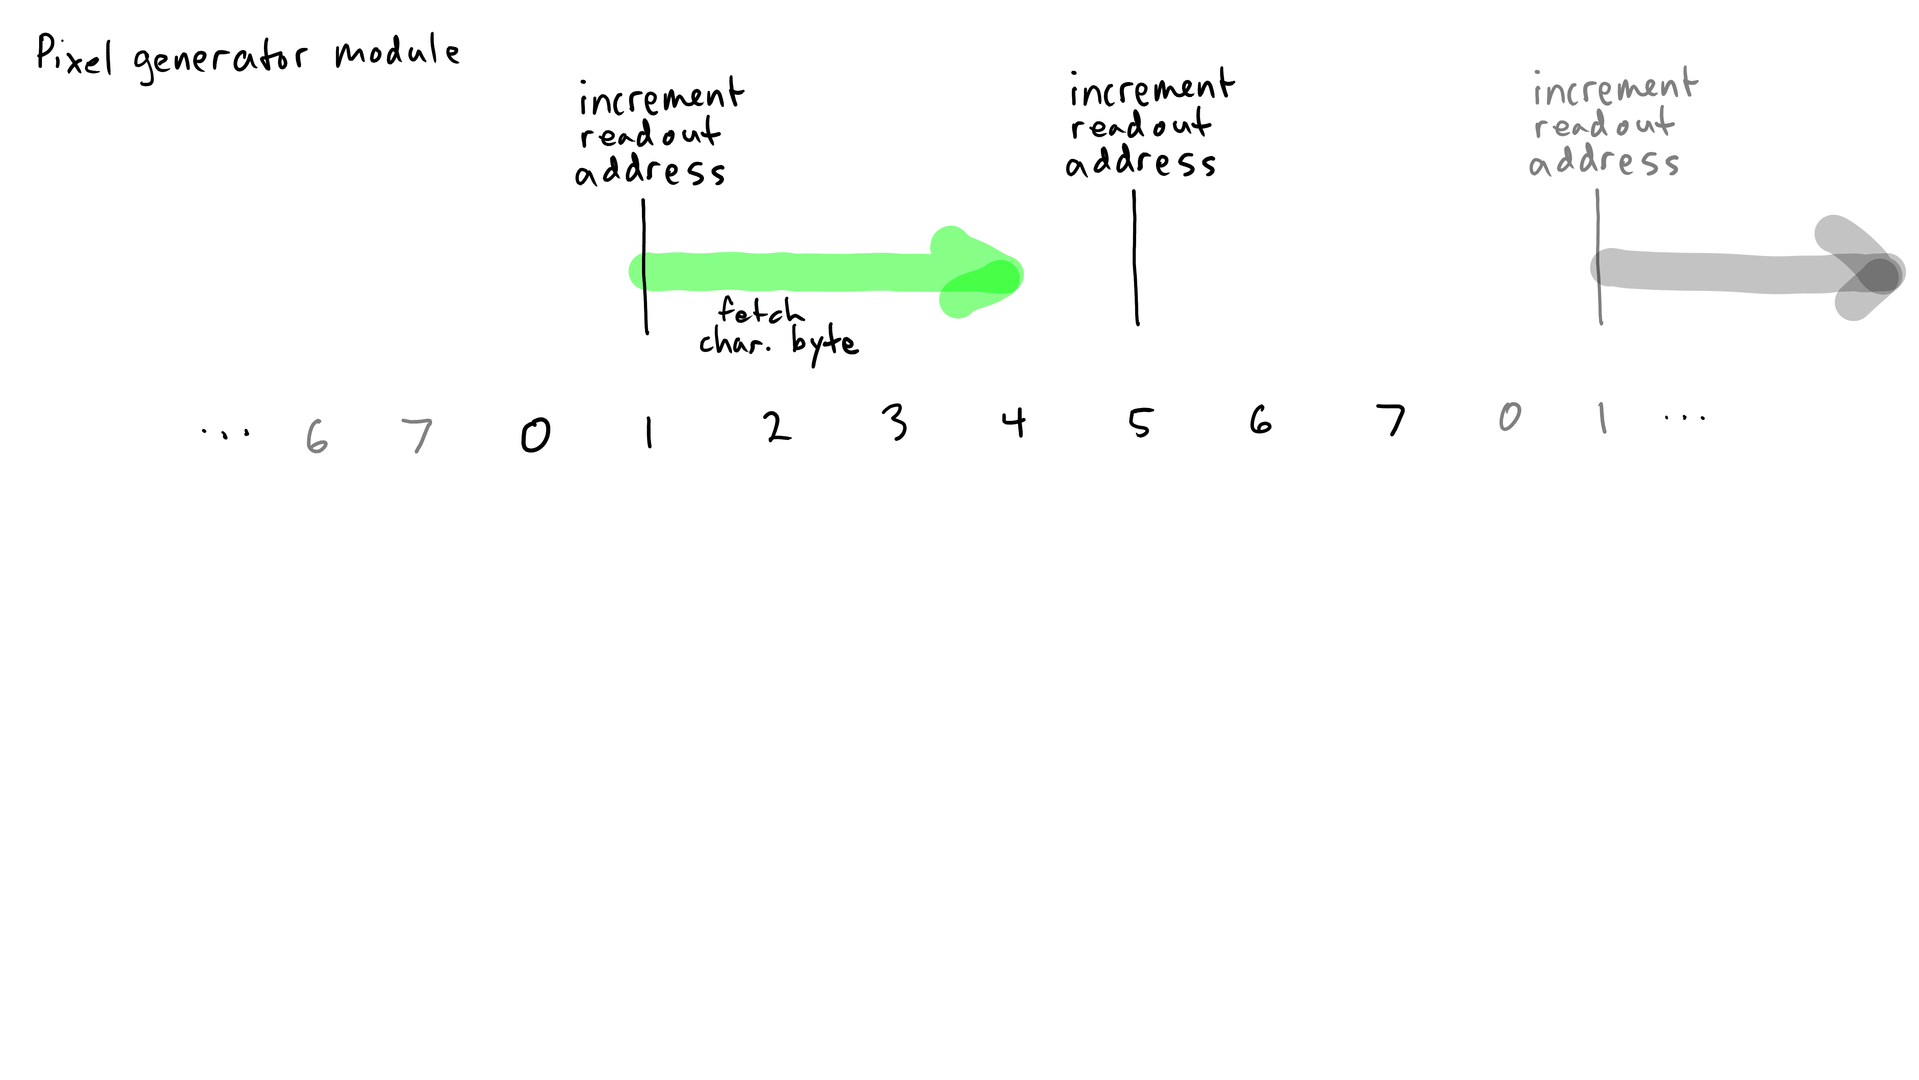 Pixel generator module
increment
readout
address
increment
readout
address
increment
readout
address
fetch
char. byte
... 6 7 0 1 2 3 4 5 6 7 0 1 ...